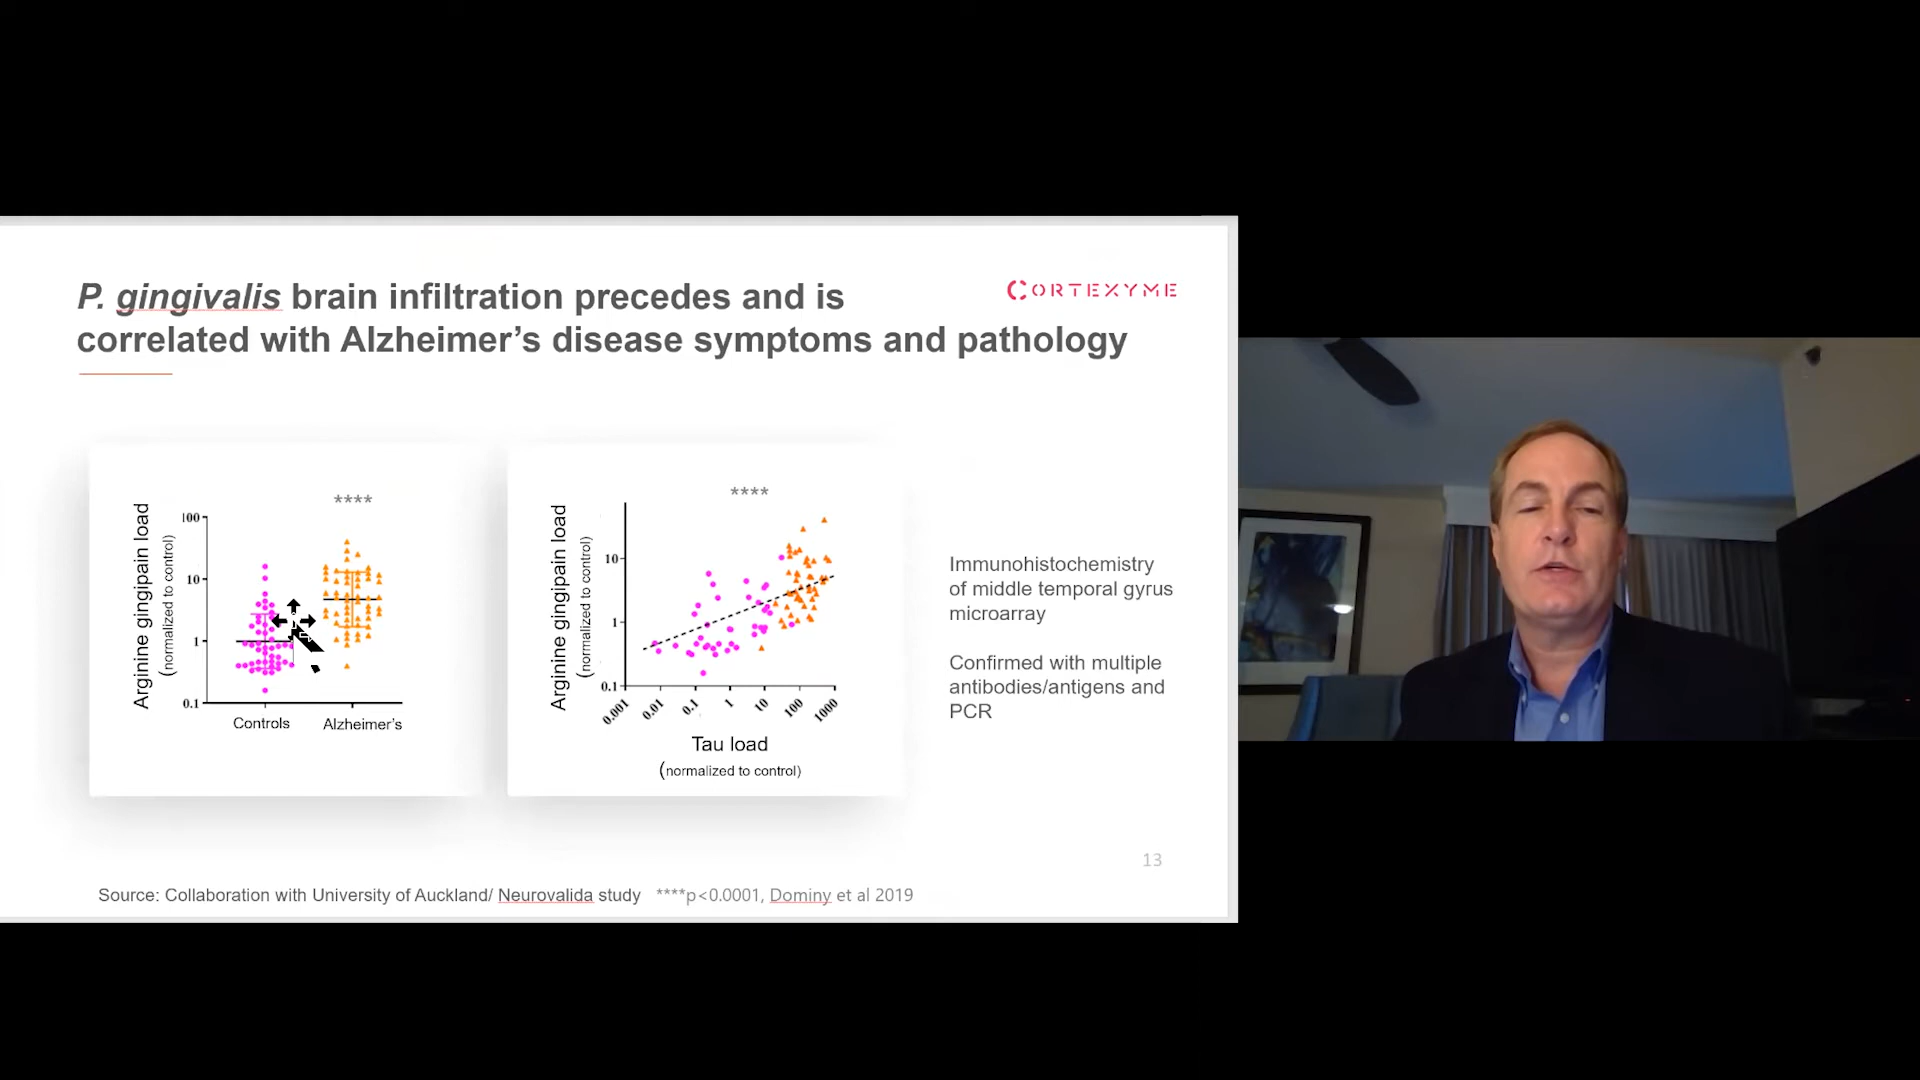 P. gingivalis brain infiltration precedes and is
correlated with Alzheimer's disease symptoms and pathology
CORTEXYME
****
Arginine gingipain load
(normalized to control)
100
10
1
0.1
Controls
Alzheimer's
****
Arginine gingipain load
(normalized to control)
10
1
0.1
0.001
0.01
0.1
1
10
100
1000
Tau load
(normalized to control)
Immunohistochemistry
of middle temporal gyrus
microarray
Confirmed with multiple
antibodies/antigens and
PCR
13
Source: Collaboration with University of Auckland/ Neurovalida study ****p<0.0001, Dominy et al 2019